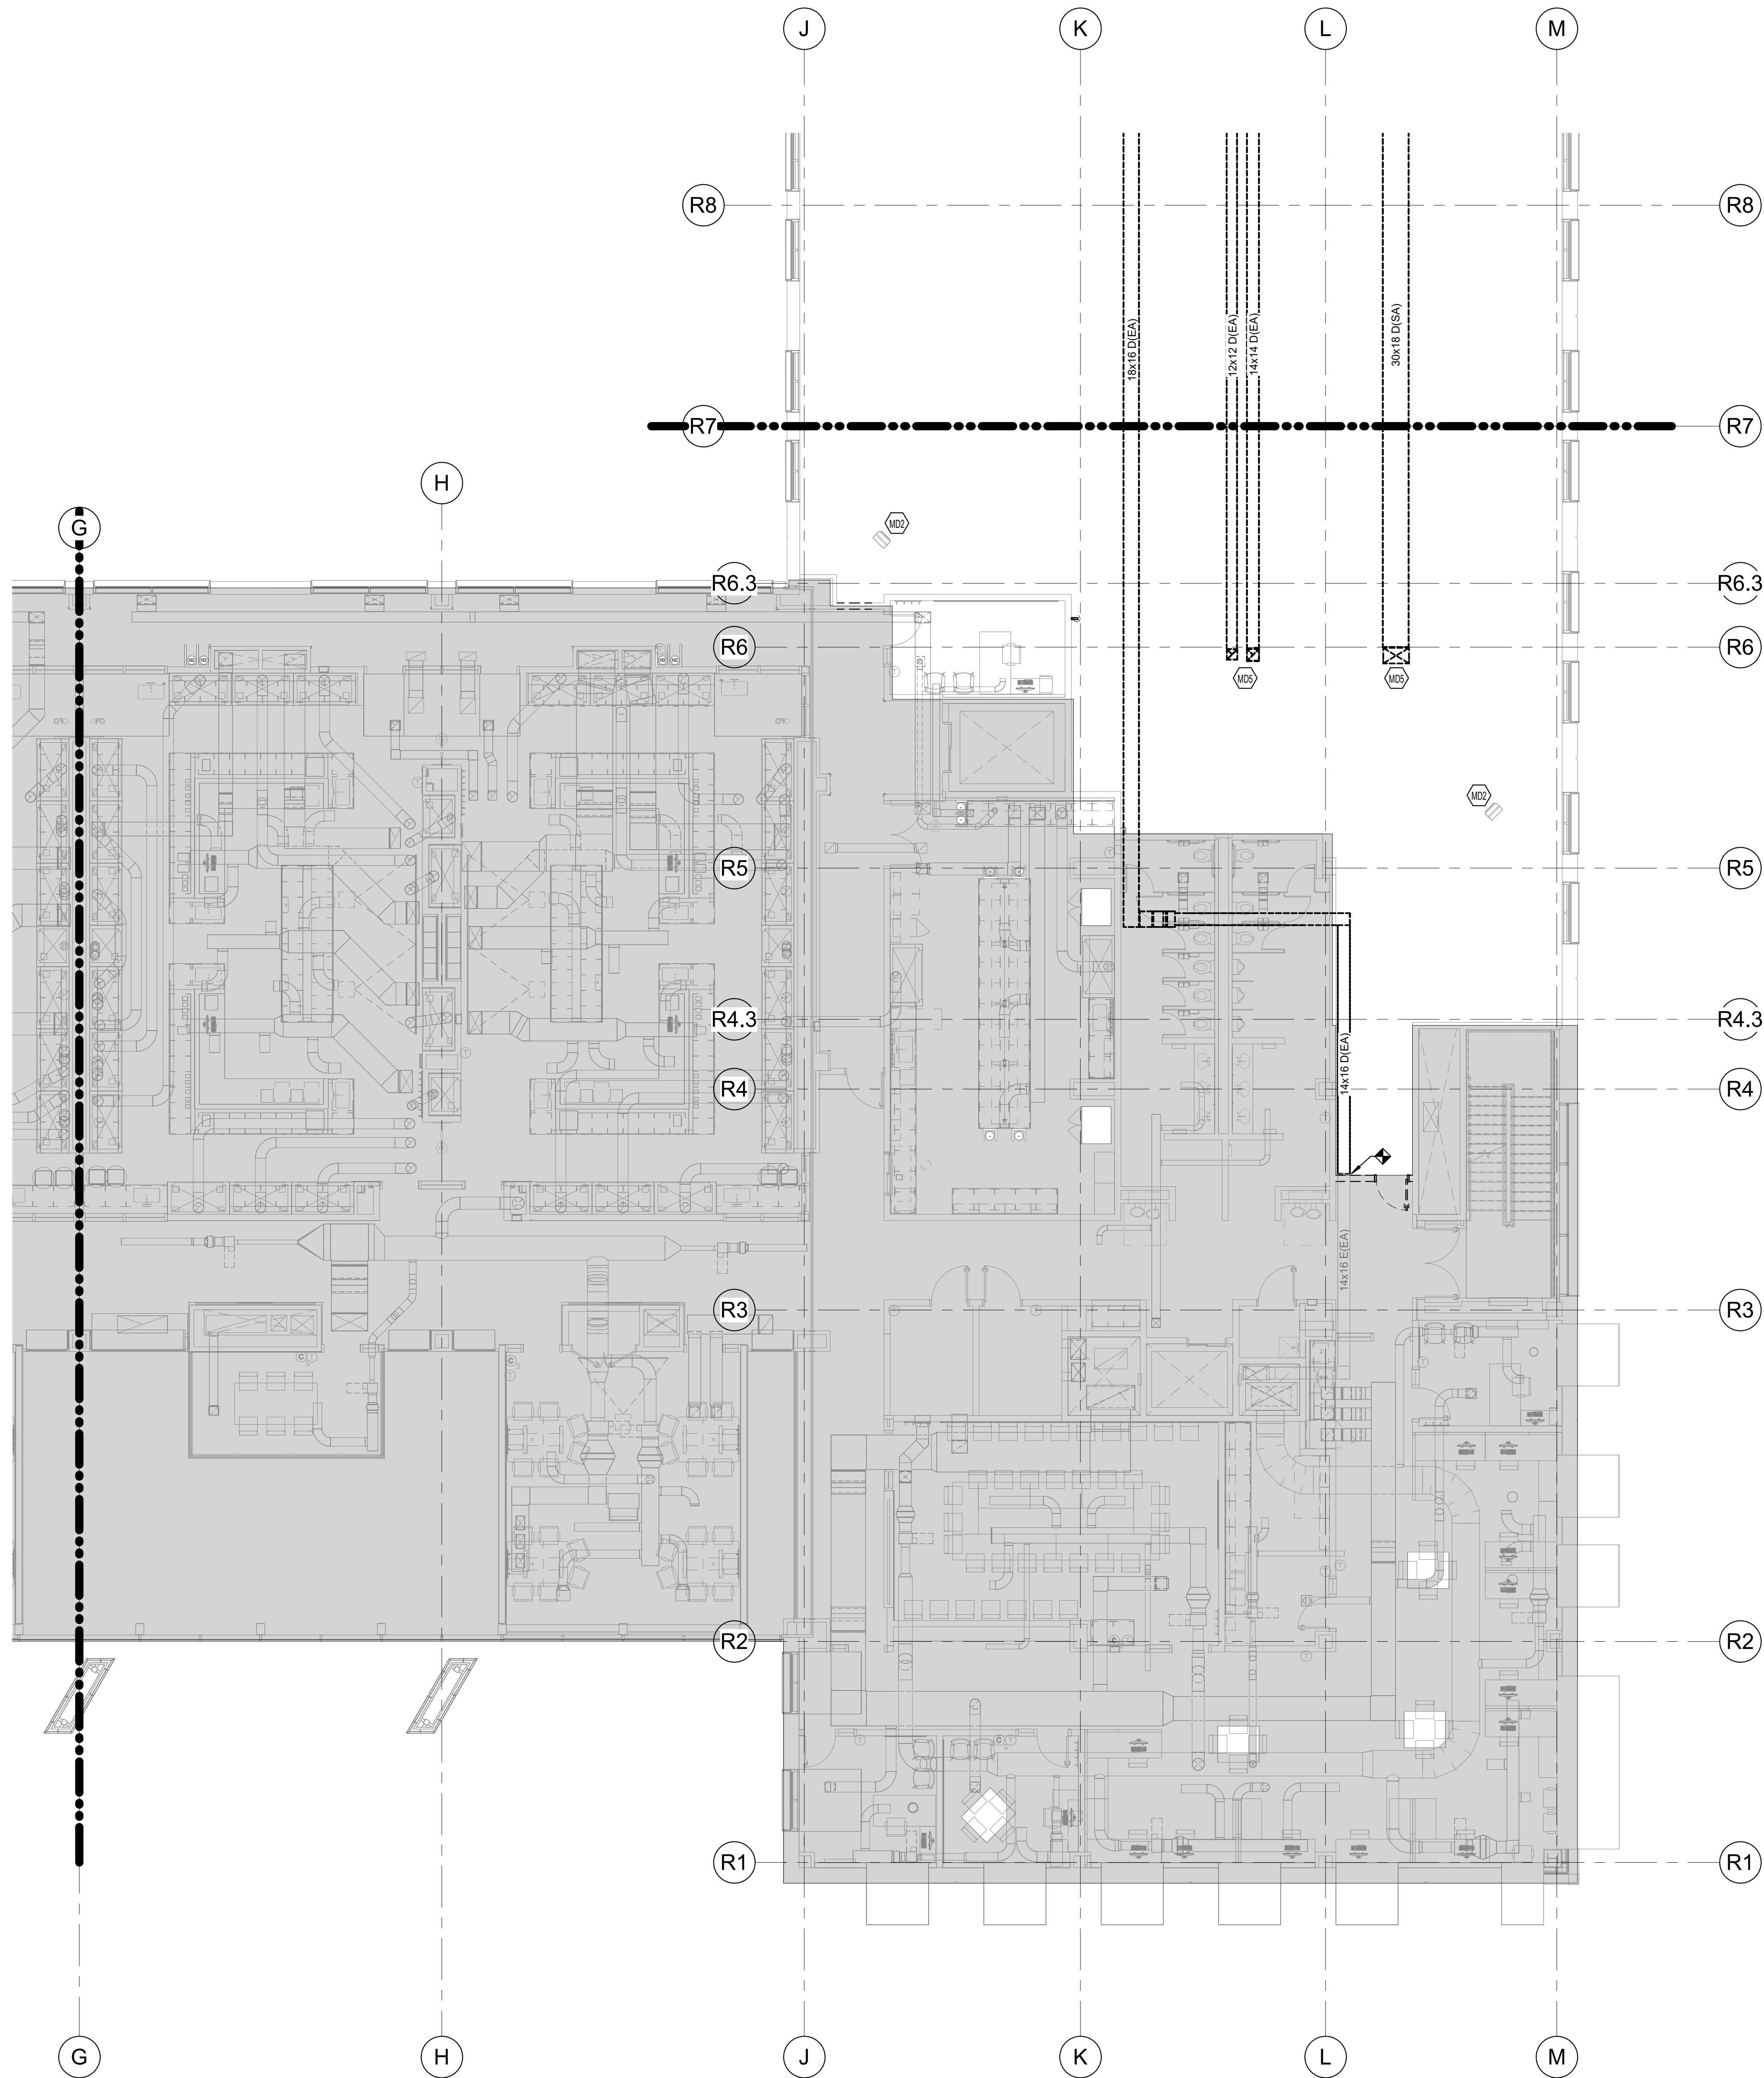 J
K
L
M
R8
R8
18x16 D(EA)
12x12 D(EA)
14x14 D(EA)
30x18 D(SA)
R7
R7
H
G
MD2
R6.3
R6.3
R6
R6
MD5
MD5
MD2
R5
R5
R4.3
R4.3
14x16 D(EA)
R4
R4
14x16 E(EA)
R3
R3
R2
R2
R1
R1
G
H
J
K
L
M